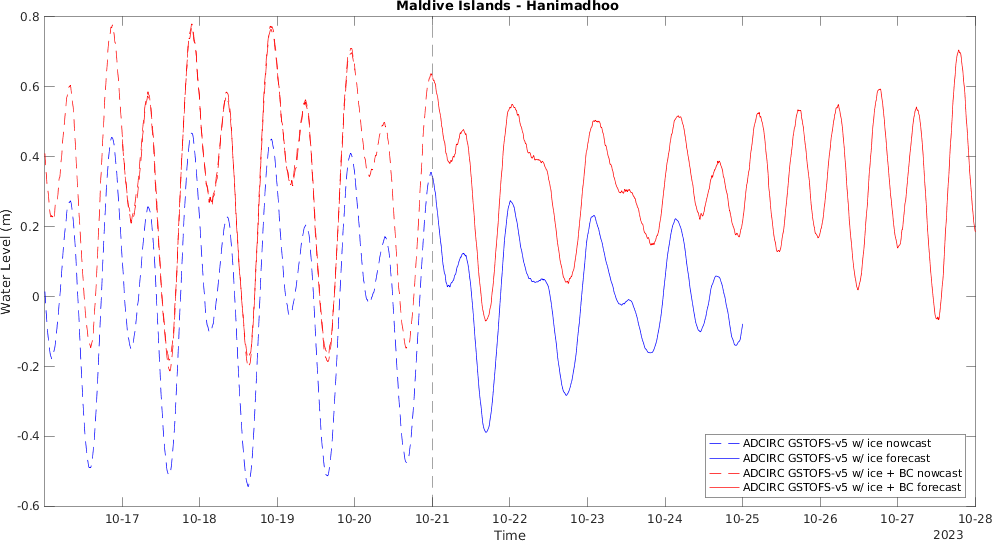 Maldive Islands - Hanimadhoo
Water Level (m)
0.8
0.6
0.4
0.2
0
-0.2
-0.4
-0.6
ADCIRC GSTOFS-v5 w/ ice nowcast
ADCIRC GSTOFS-v5 w/ ice forecast
ADCIRC GSTOFS-v5 w/ ice + BC nowcast
ADCIRC GSTOFS-v5 w/ ice + BC forecast
10-17 10-18 10-19 10-20 10-21 10-22 10-23 10-24 10-25 10-26 10-27 10-28
Time
2023